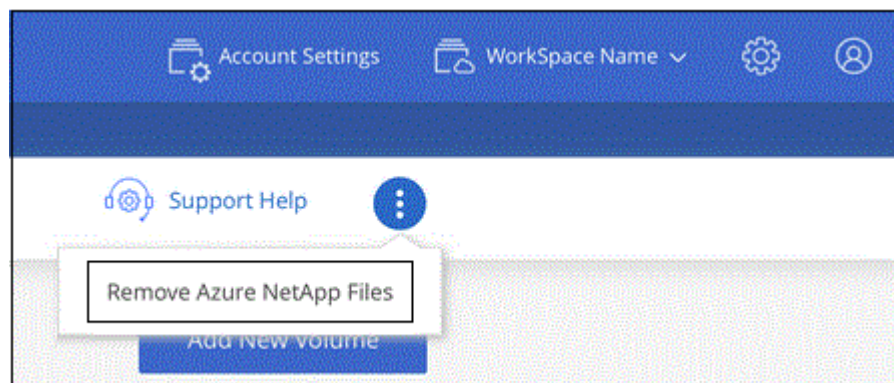 Account Settings
WorkSpace Name
Support Help
Remove Azure NetApp Files
Add New Volume